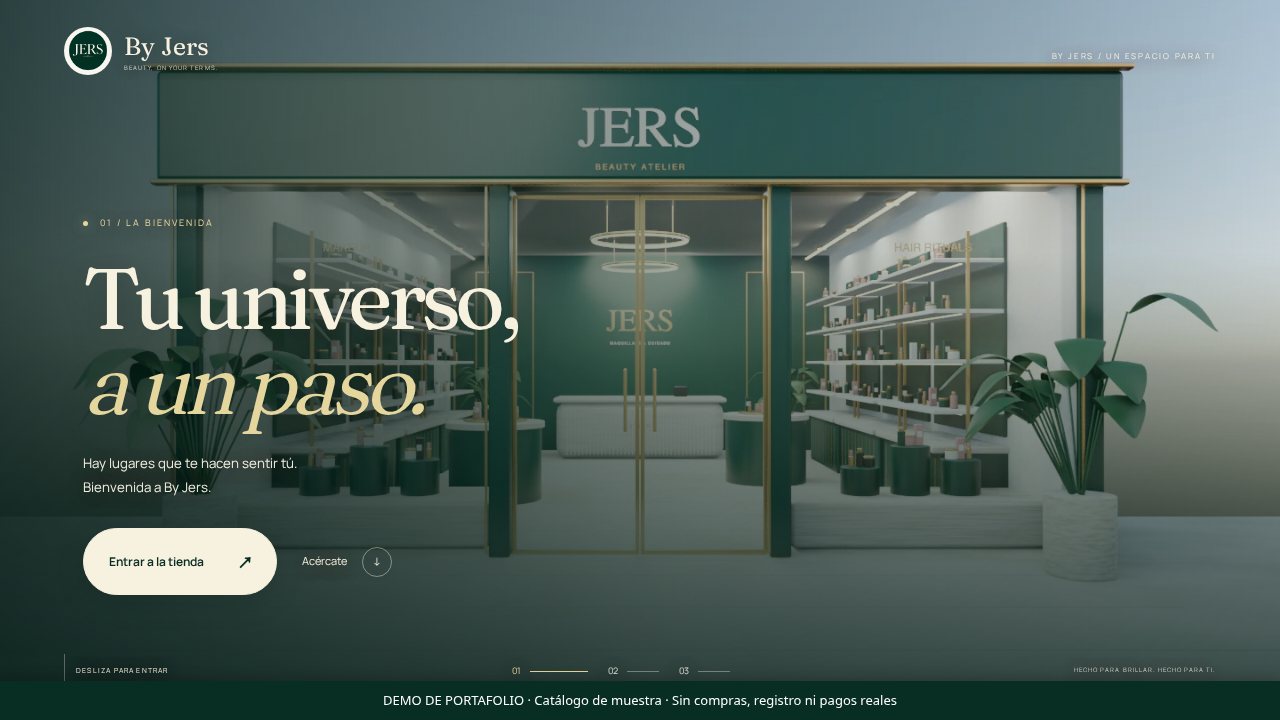 JERS
By Jers
BEAUTY. ON YOUR TERMS.
BY JERS / UN ESPACIO PARA TI
JERS
BEAUTY ATELIER
01 / LA BIENVENIDA
HAIR RITUALS
Tu universo,
a un paso.
JERS
Hay lugares que te hacen sentir tú.
Bienvenida a By Jers.
Entrar a la tienda ↗
Acércate ↓
DESLIZA PARA ENTRAR
01 02 03
HECHO PARA BRILLAR. HECHO PARA TI.
DEMO DE PORTAFOLIO · Catálogo de muestra · Sin compras, registro ni pagos reales